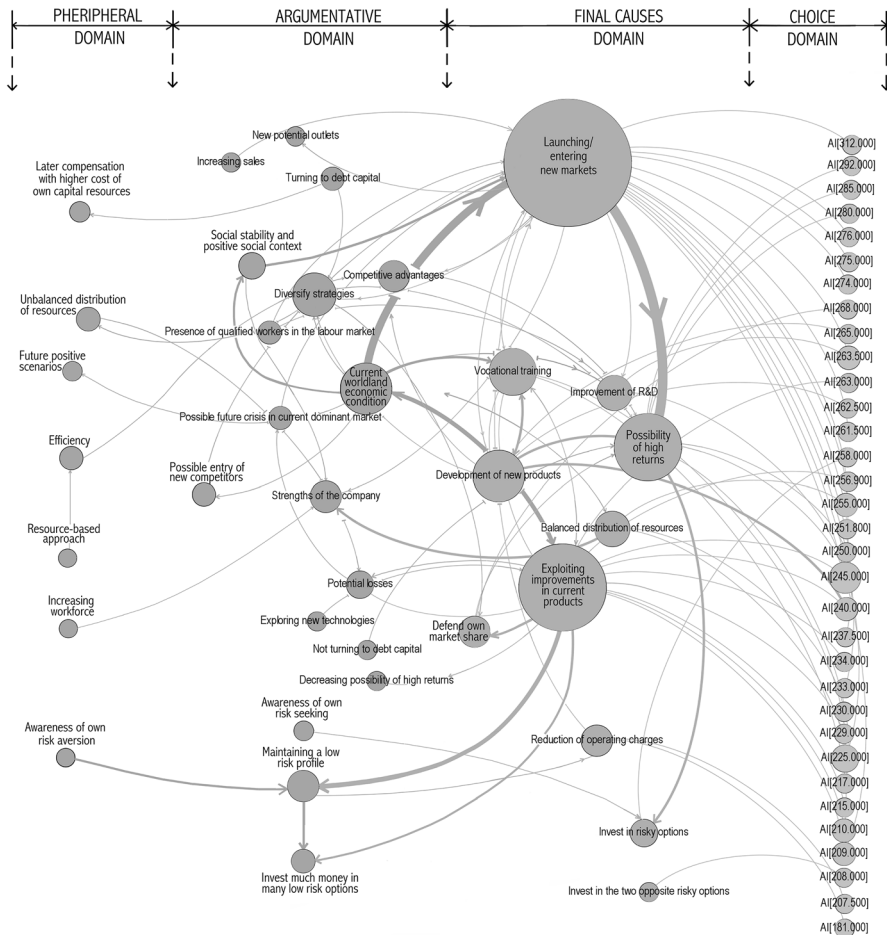 PHERIPHERAL
DOMAIN
ARGUMENTATIVE
DOMAIN
FINAL CAUSES
DOMAIN
CHOICE
DOMAIN
Later compensation
with higher cost of
own capital resources
Unbalanced distribution
of resources
Future positive
scenarios
Efficiency
Resource-based
approach
Increasing
workforce
Awareness of own
risk aversion
New potential outlets
Increasing sales
Turning to debt capital
Social stability and
positive social context
Competitive advantages
Diversify strategies
Presence of qualified workers in the labour market
Current
worldland
economic
condition
Possible future crisis in current dominant market
Possible entry of
new competitors
Strengths of the company
Potential losses
Exploring new technologies
Not turning to debt capital
Decreasing possibility of high returns
Awareness of own
risk seeking
Maintaining a low
risk profile
Invest much money in
many low risk options
Launching/
entering
new markets
Vocational training
Improvement of R&D
Possibility
of high
returns
Development of new products
Balanced distribution of resources
Exploiting
improvements
in current
products
Defend own
market share
Reduction of operating charges
Invest in risky options
Invest in the two opposite risky options
AI[312.000]
AI[292.000]
AI[285.000]
AI[280.000]
AI[276.000]
AI[275.000]
AI[274.000]
AI[268.000]
AI[265.000]
AI[263.500]
AI[263.000]
AI[262.500]
AI[261.500]
AI[258.000]
AI[256.900]
AI[255.000]
AI[251.800]
AI[250.000]
AI[245.000]
AI[240.000]
AI[237.500]
AI[234.000]
AI[233.000]
AI[230.000]
AI[229.000]
AI[225.000]
AI[217.000]
AI[215.000]
AI[210.000]
AI[209.000]
AI[208.000]
AI[207.500]
AI[181.000]